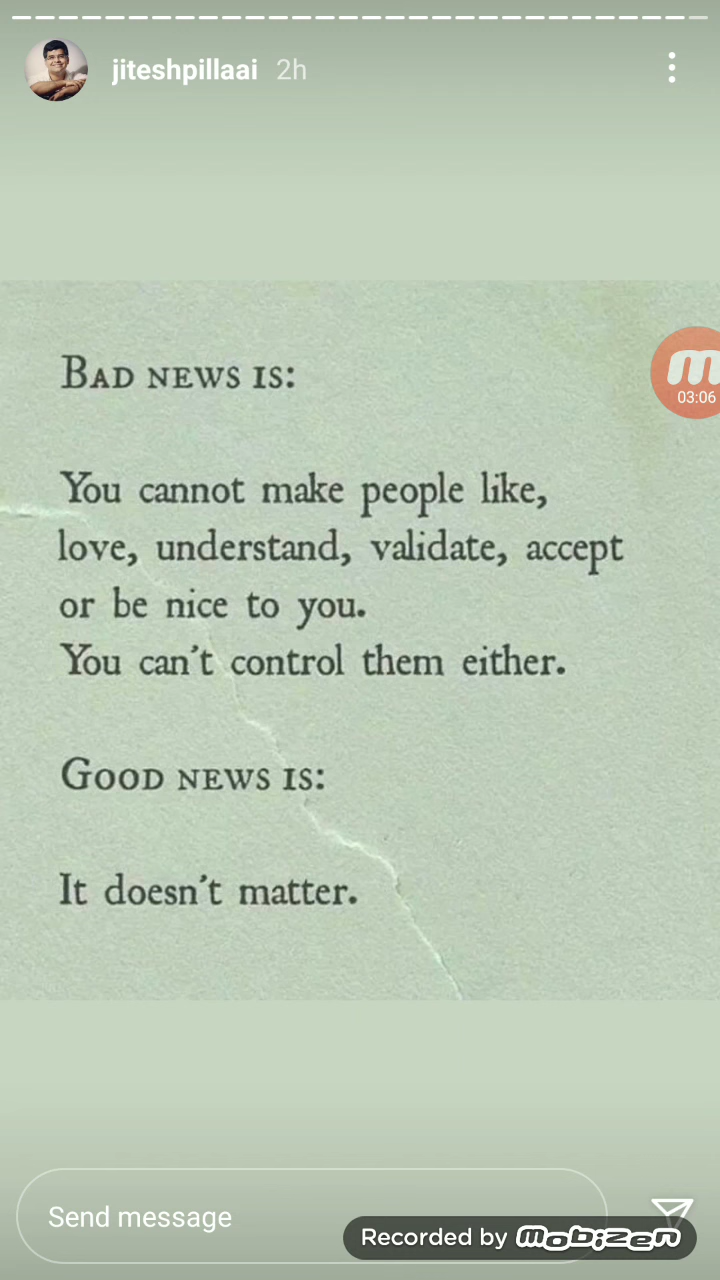 jiteshpillaai 2h
BAD NEWS IS:
You cannot make people like,
love, understand, validate, accept
or be nice to you.
You can't control them either.
GOOD NEWS IS:
It doesn't matter.
m
03:06
Send message
Recorded by mobizen